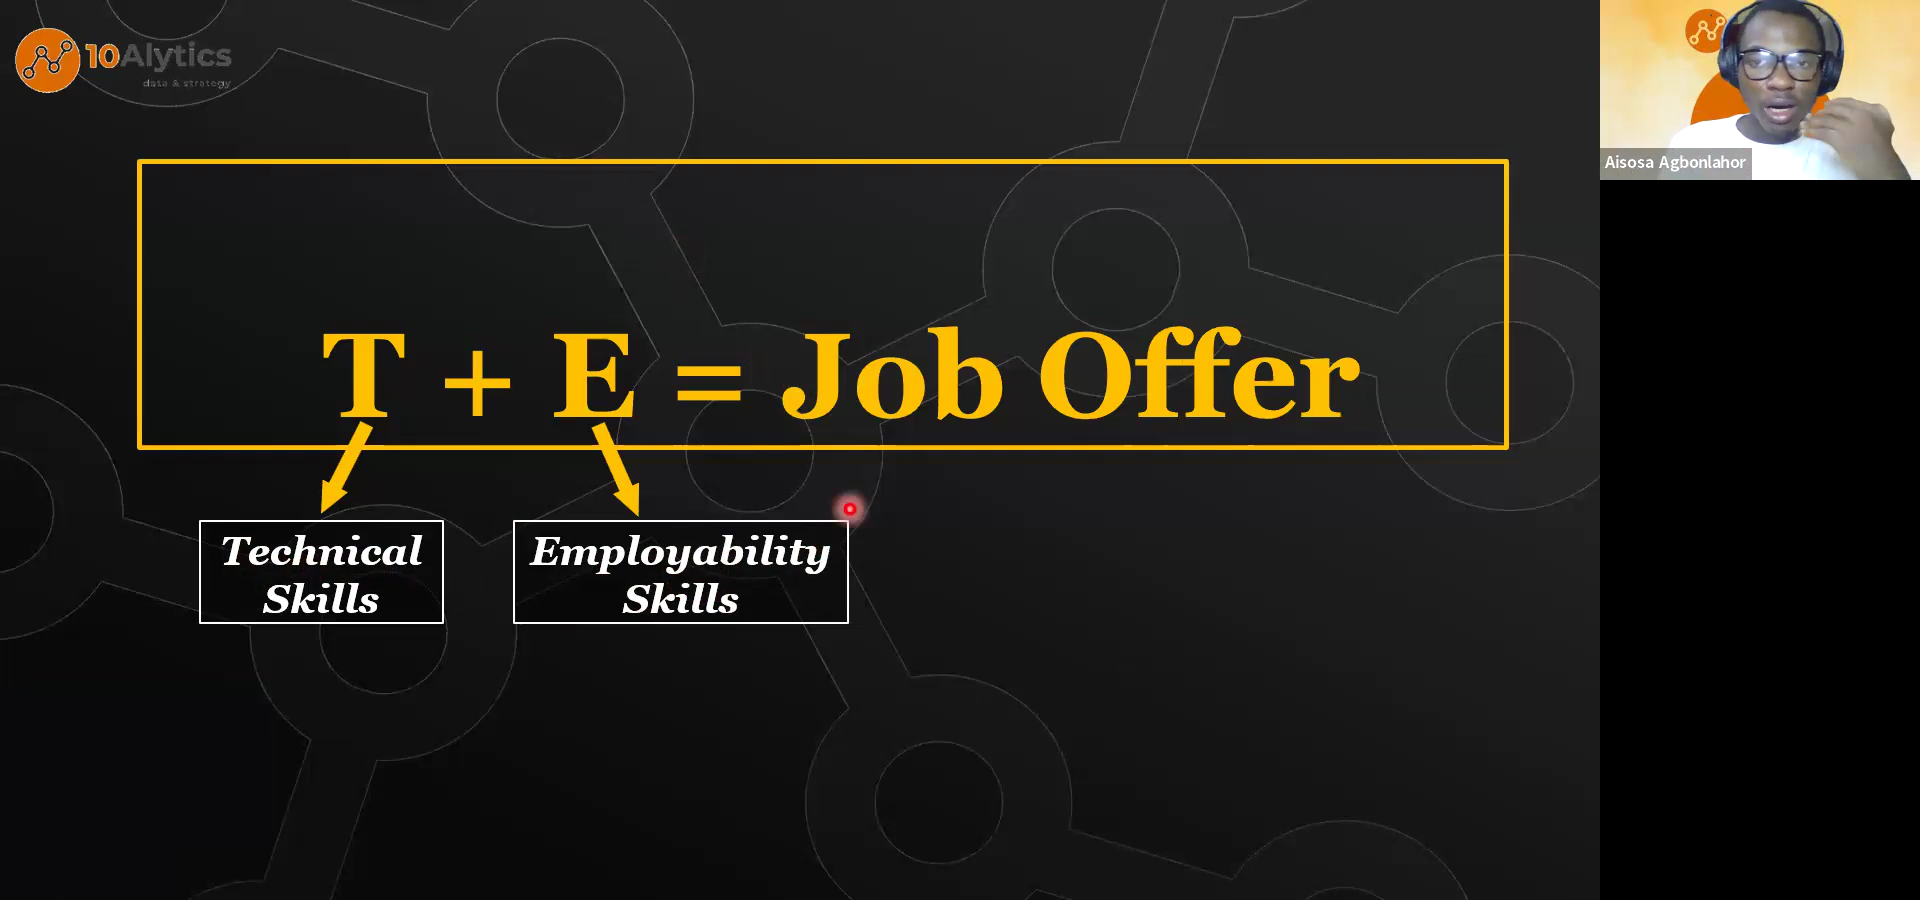 10Alytics
data & strategy
Aisosa Agbonlahor
T + E = Job Offer
Technical
Skills
Employability
Skills